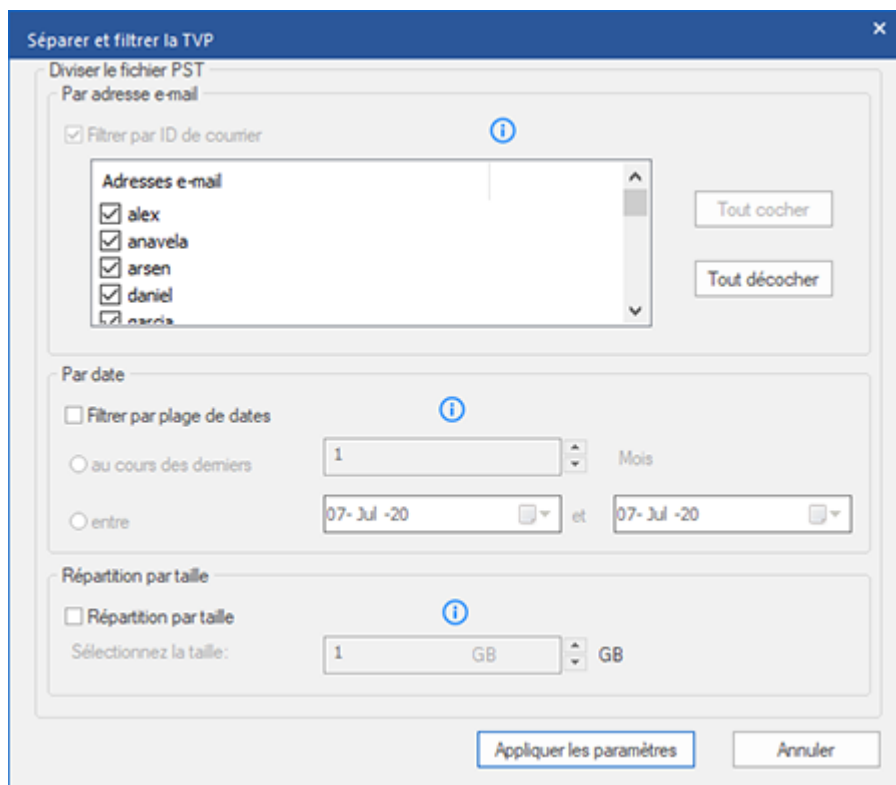 Séparer et filtrer la TVP
Diviser le fichier PST
Par adresse e-mail
Filtrer par ID de courrier
Adresses e-mail
alex
anavela
arsen
daniel
garcia
Tout cocher
Tout décocher
Par date
Filtrer par plage de dates
au cours des derniers
1
Mois
entre
07- Jul -20
et
07- Jul -20
Répartition par taille
Répartition par taille
Sélectionnez la taille:
1 GB
GB
Appliquer les paramètres
Annuler